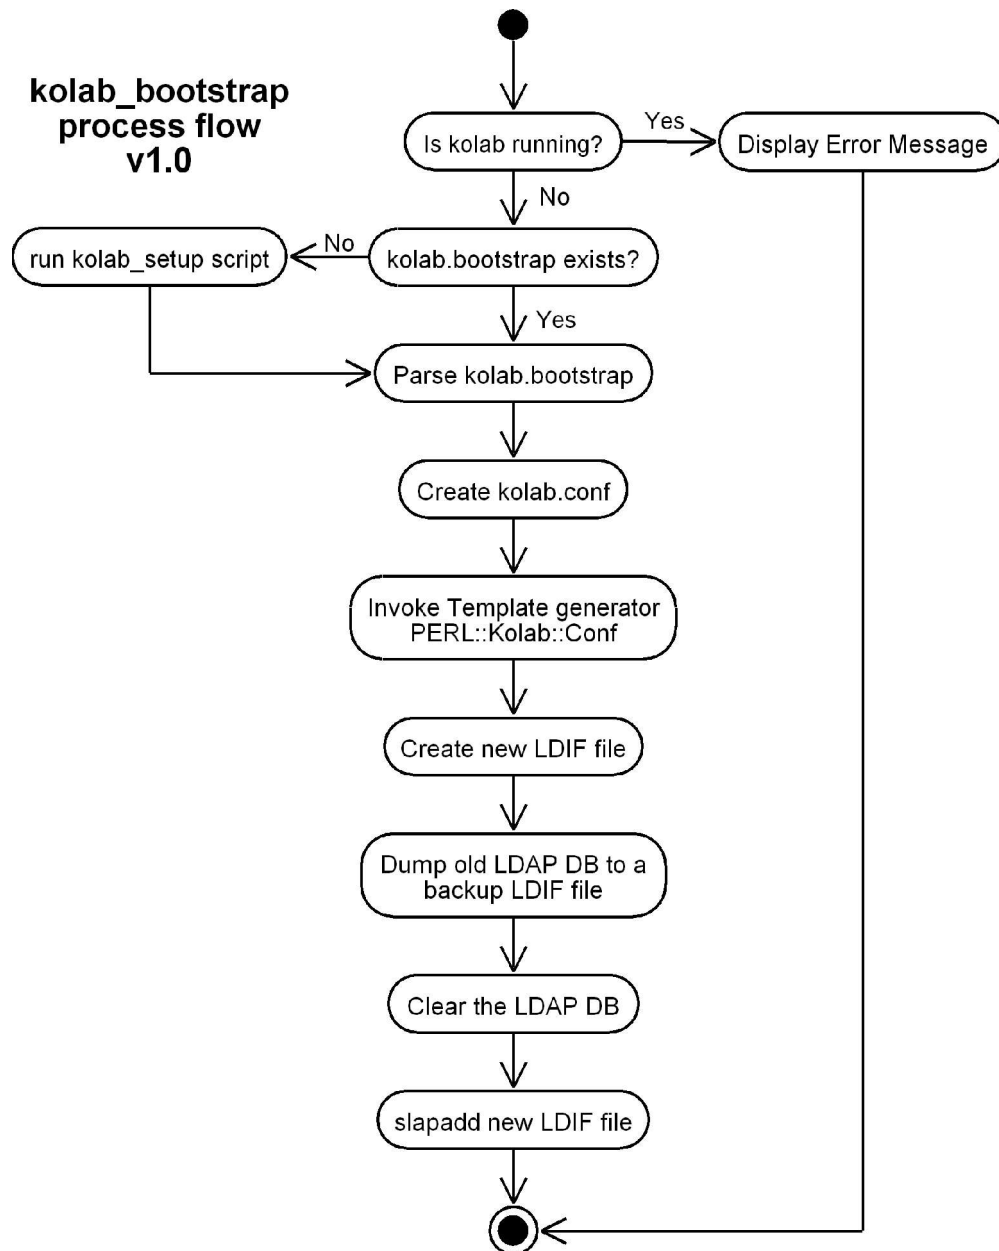 kolab_bootstrap
process flow
v1.0
Is kolab running?
Yes
Display Error Message
No
run kolab_setup script
No
kolab.bootstrap exists?
Yes
Parse kolab.bootstrap
Create kolab.conf
Invoke Template generator
PERL::Kolab::Conf
Create new LDIF file
Dump old LDAP DB to a
backup LDIF file
Clear the LDAP DB
slapadd new LDIF file